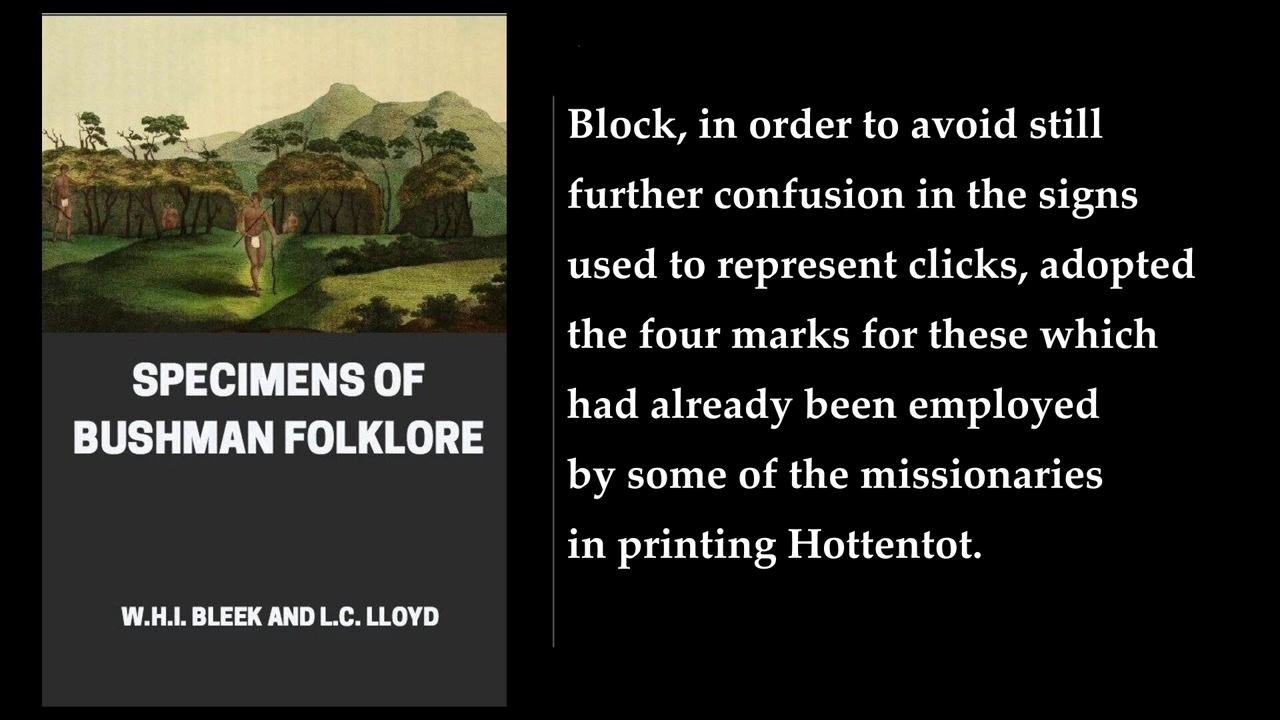 SPECIMENS OF
BUSHMAN FOLKLORE
W.H.I. BLEEK AND L.C. LLOYD
Block, in order to avoid still
further confusion in the signs
used to represent clicks, adopted
the four marks for these which
had already been employed
by some of the missionaries
in printing Hottentot.